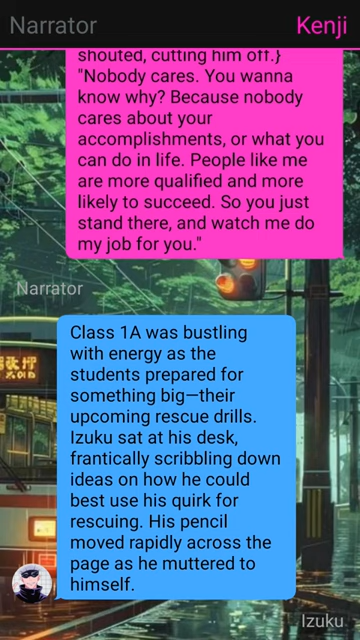 Narrator
Kenji
shouted, cutting him off.}
"Nobody cares. You wanna
know why? Because nobody
cares about your
accomplishments, or what you
can do in life. People like me
are more qualified and more
likely to succeed. So you just
stand there, and watch me do
my job for you."
Narrator
Class 1A was bustling
with energy as the
students prepared for
something big—their
upcoming rescue drills.
Izuku sat at his desk,
frantically scribbling down
ideas on how he could
best use his quirk for
rescuing. His pencil
moved rapidly across the
page as he muttered to
himself.
Izuku